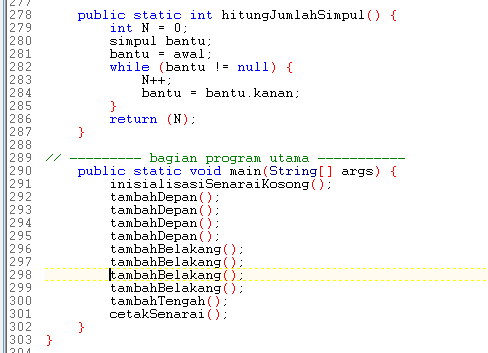 277
278 public static int hitungJumlahSimpul() {
279 int N = 0;
280 simpul bantu;
281 bantu = awal;
282 while (bantu != null) {
283 N++;
284 bantu = bantu.kanan;
285 }
286 return (N);
287 }
288
289 // --------- bagian program utama -----------
290 public static void main(String[] args) {
291 inisialisasiSenaraiKosong();
292 tambahDepan();
293 tambahDepan();
294 tambahDepan();
295 tambahDepan();
296 tambahBelakang();
297 tambahBelakang();
298 tambahBelakang();
299 tambahBelakang();
300 tambahTengah();
301 cetakSenarai();
302 }
303 }
304